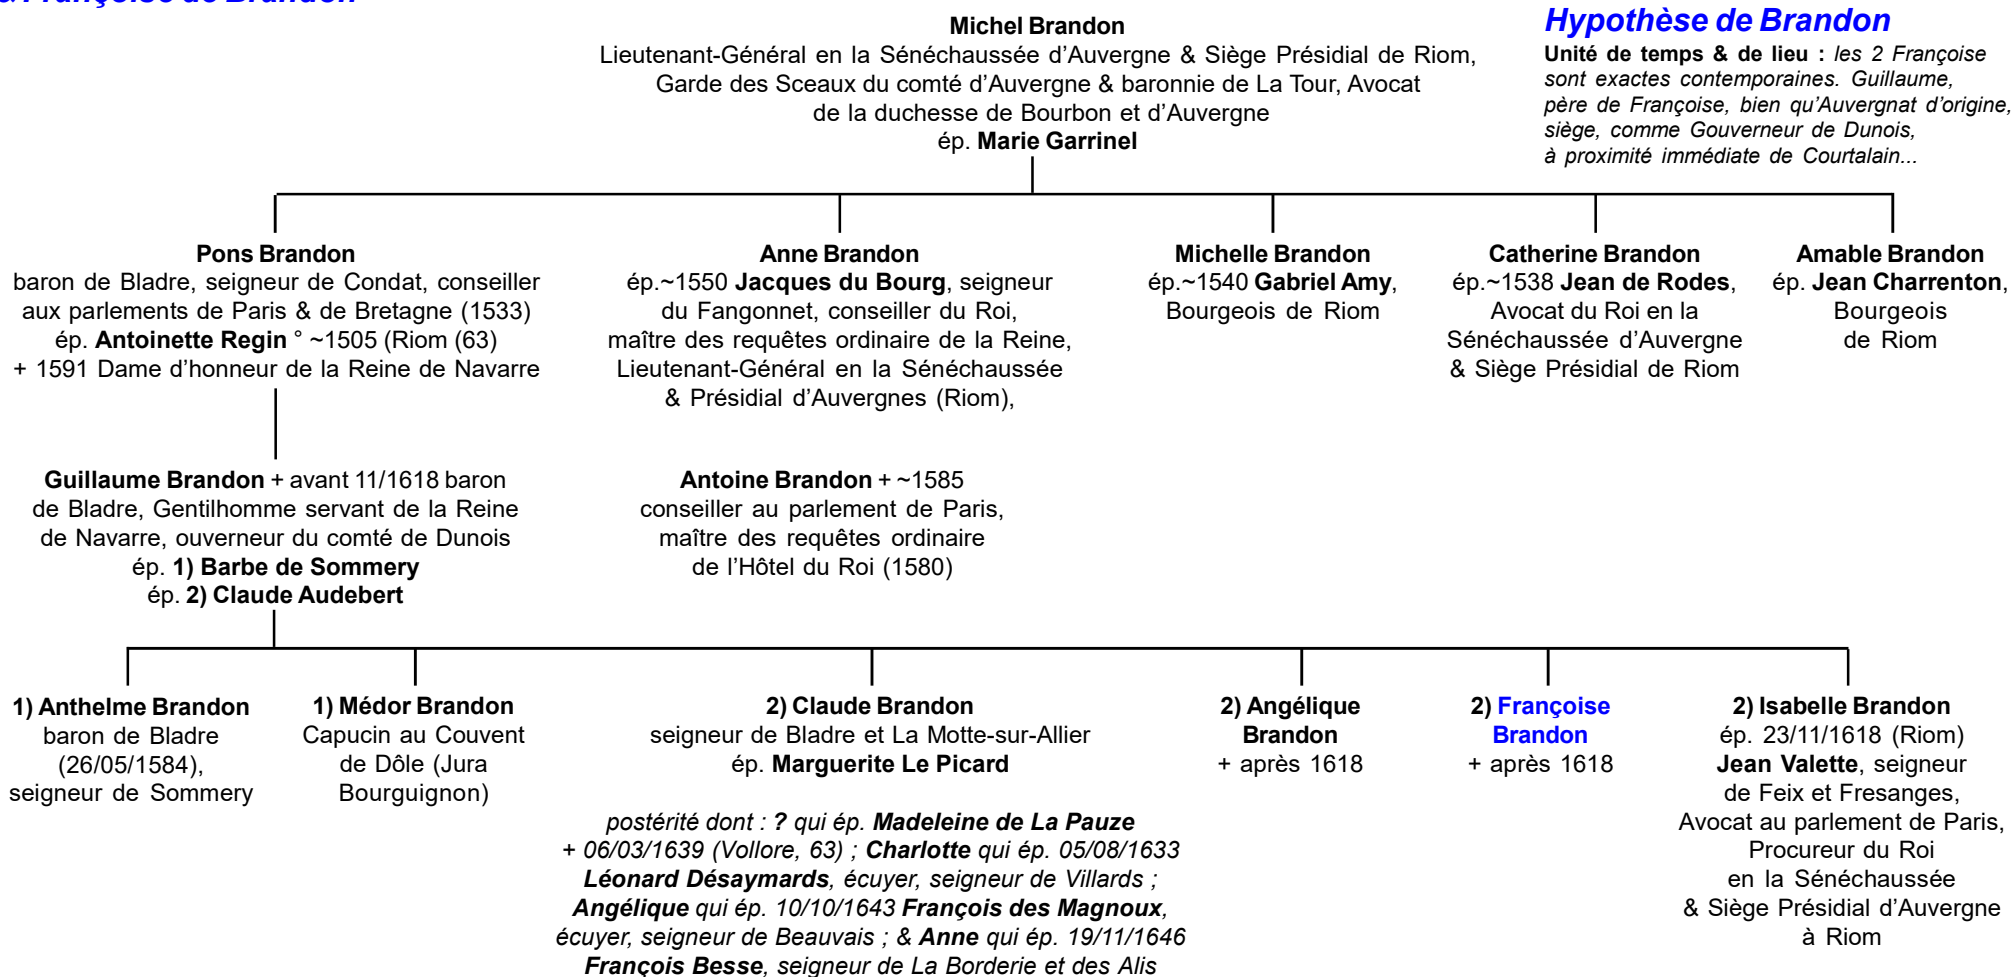 & Françoise de Brandon
Michel Brandon
Lieutenant-Général en la Sénéchaussée d’Auvergne & Siège Présidial de Riom,
Garde des Sceaux du comté d’Auvergne & baronnie de La Tour, Avocat
de la duchesse de Bourbon et d’Auvergne
ép. Marie Garrinel
Hypothèse de Brandon
Unité de temps & de lieu : les 2 Françoise
sont exactes contemporaines. Guillaume,
père de Françoise, bien qu’Auvergnat d’origine,
siège, comme Gouverneur de Dunois,
à proximité immédiate de Courtalain...
Pons Brandon
baron de Bladre, seigneur de Condat, conseiller
aux parlements de Paris & de Bretagne (1533)
ép. Antoinette Regin ° ~1505 (Riom (63)
+ 1591 Dame d’honneur de la Reine de Navarre
Anne Brandon
ép.~1550 Jacques du Bourg, seigneur
du Fangonnet, conseiller du Roi,
maître des requêtes ordinaire de la Reine,
Lieutenant-Général en la Sénéchaussée
& Présidial d’Auvergnes (Riom),
Michelle Brandon
ép.~1540 Gabriel Amy,
Bourgeois de Riom
Catherine Brandon
ép.~1538 Jean de Rodes,
Avocat du Roi en la
Sénéchaussée d’Auvergne
& Siège Présidial de Riom
Amable Brandon
ép. Jean Charrenton,
Bourgeois
de Riom
Guillaume Brandon + avant 11/1618 baron
de Bladre, Gentilhomme servant de la Reine
de Navarre, ouverneur du comté de Dunois
ép. 1) Barbe de Sommery
ép. 2) Claude Audebert
Antoine Brandon + ~1585
conseiller au parlement de Paris,
maître des requêtes ordinaire
de l’Hôtel du Roi (1580)
1) Anthelme Brandon
baron de Bladre
(26/05/1584),
seigneur de Sommery
1) Médor Brandon
Capucin au Couvent
de Dôle (Jura
Bourguignon)
2) Claude Brandon
seigneur de Bladre et La Motte-sur-Allier
ép. Marguerite Le Picard
postérité dont : ? qui ép. Madeleine de La Pauze
+ 06/03/1639 (Vollore, 63) ; Charlotte qui ép. 05/08/1633
Léonard Désaymards, écuyer, seigneur de Villards ;
Angélique qui ép. 10/10/1643 François des Magnoux,
écuyer, seigneur de Beauvais ; & Anne qui ép. 19/11/1646
François Besse, seigneur de La Borderie et des Alis
2) Angélique
Brandon
+ après 1618
2) Françoise
Brandon
+ après 1618
2) Isabelle Brandon
ép. 23/11/1618 (Riom)
Jean Valette, seigneur
de Feix et Fresanges,
Avocat au parlement de Paris,
Procureur du Roi
en la Sénéchaussée
& Siège Présidial d’Auvergne
à Riom